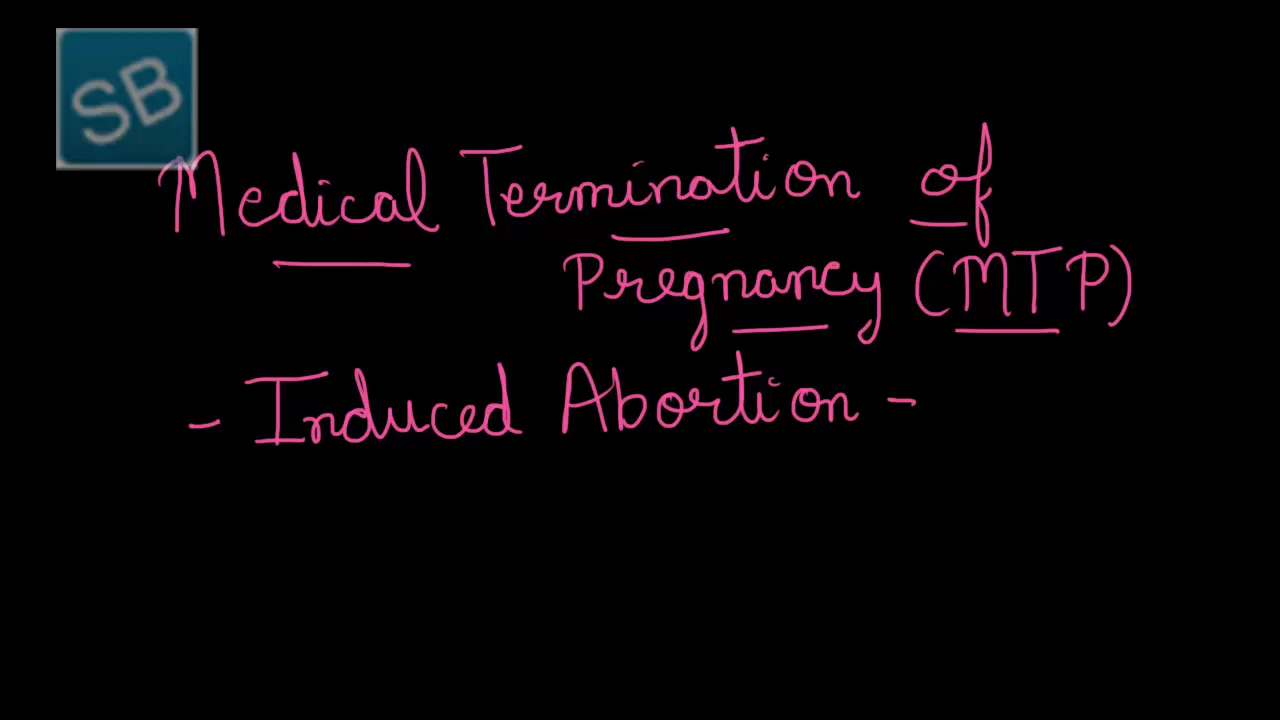 SB
Medical Termination of
Pregnancy (MTP)
- Induced Abortion -